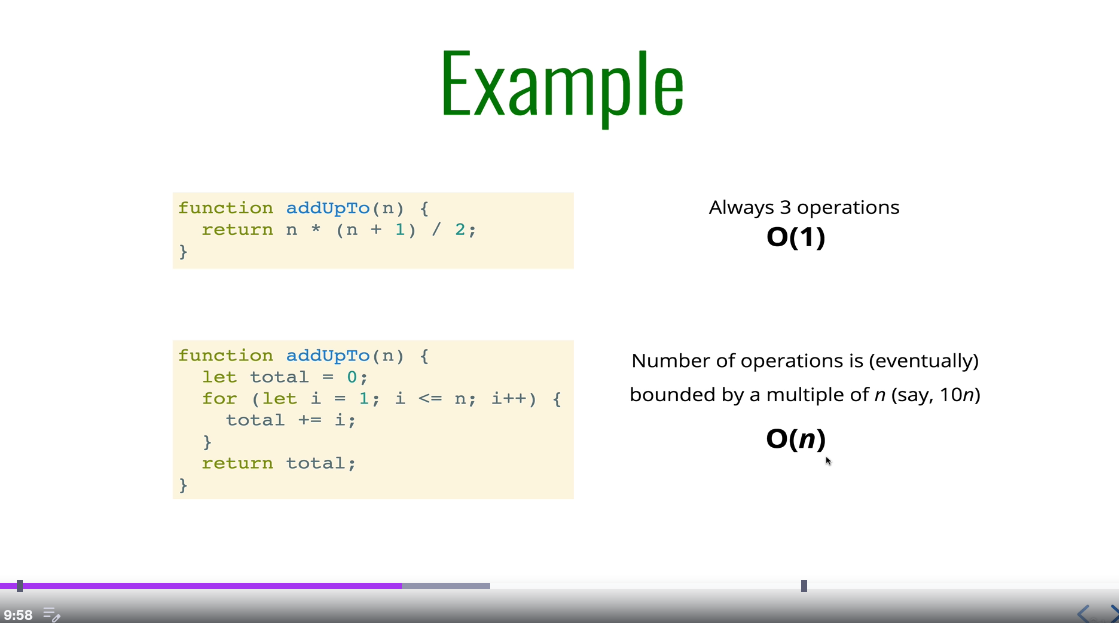 Example
function addUpTo(n) {
  return n * (n + 1) / 2;
}
Always 3 operations
O(1)
function addUpTo(n) {
  let total = 0;
  for (let i = 1; i <= n; i++) {
    total += i;
  }
  return total;
}
Number of operations is (eventually)
bounded by a multiple of n (say, 10n)
O(n)
9:58